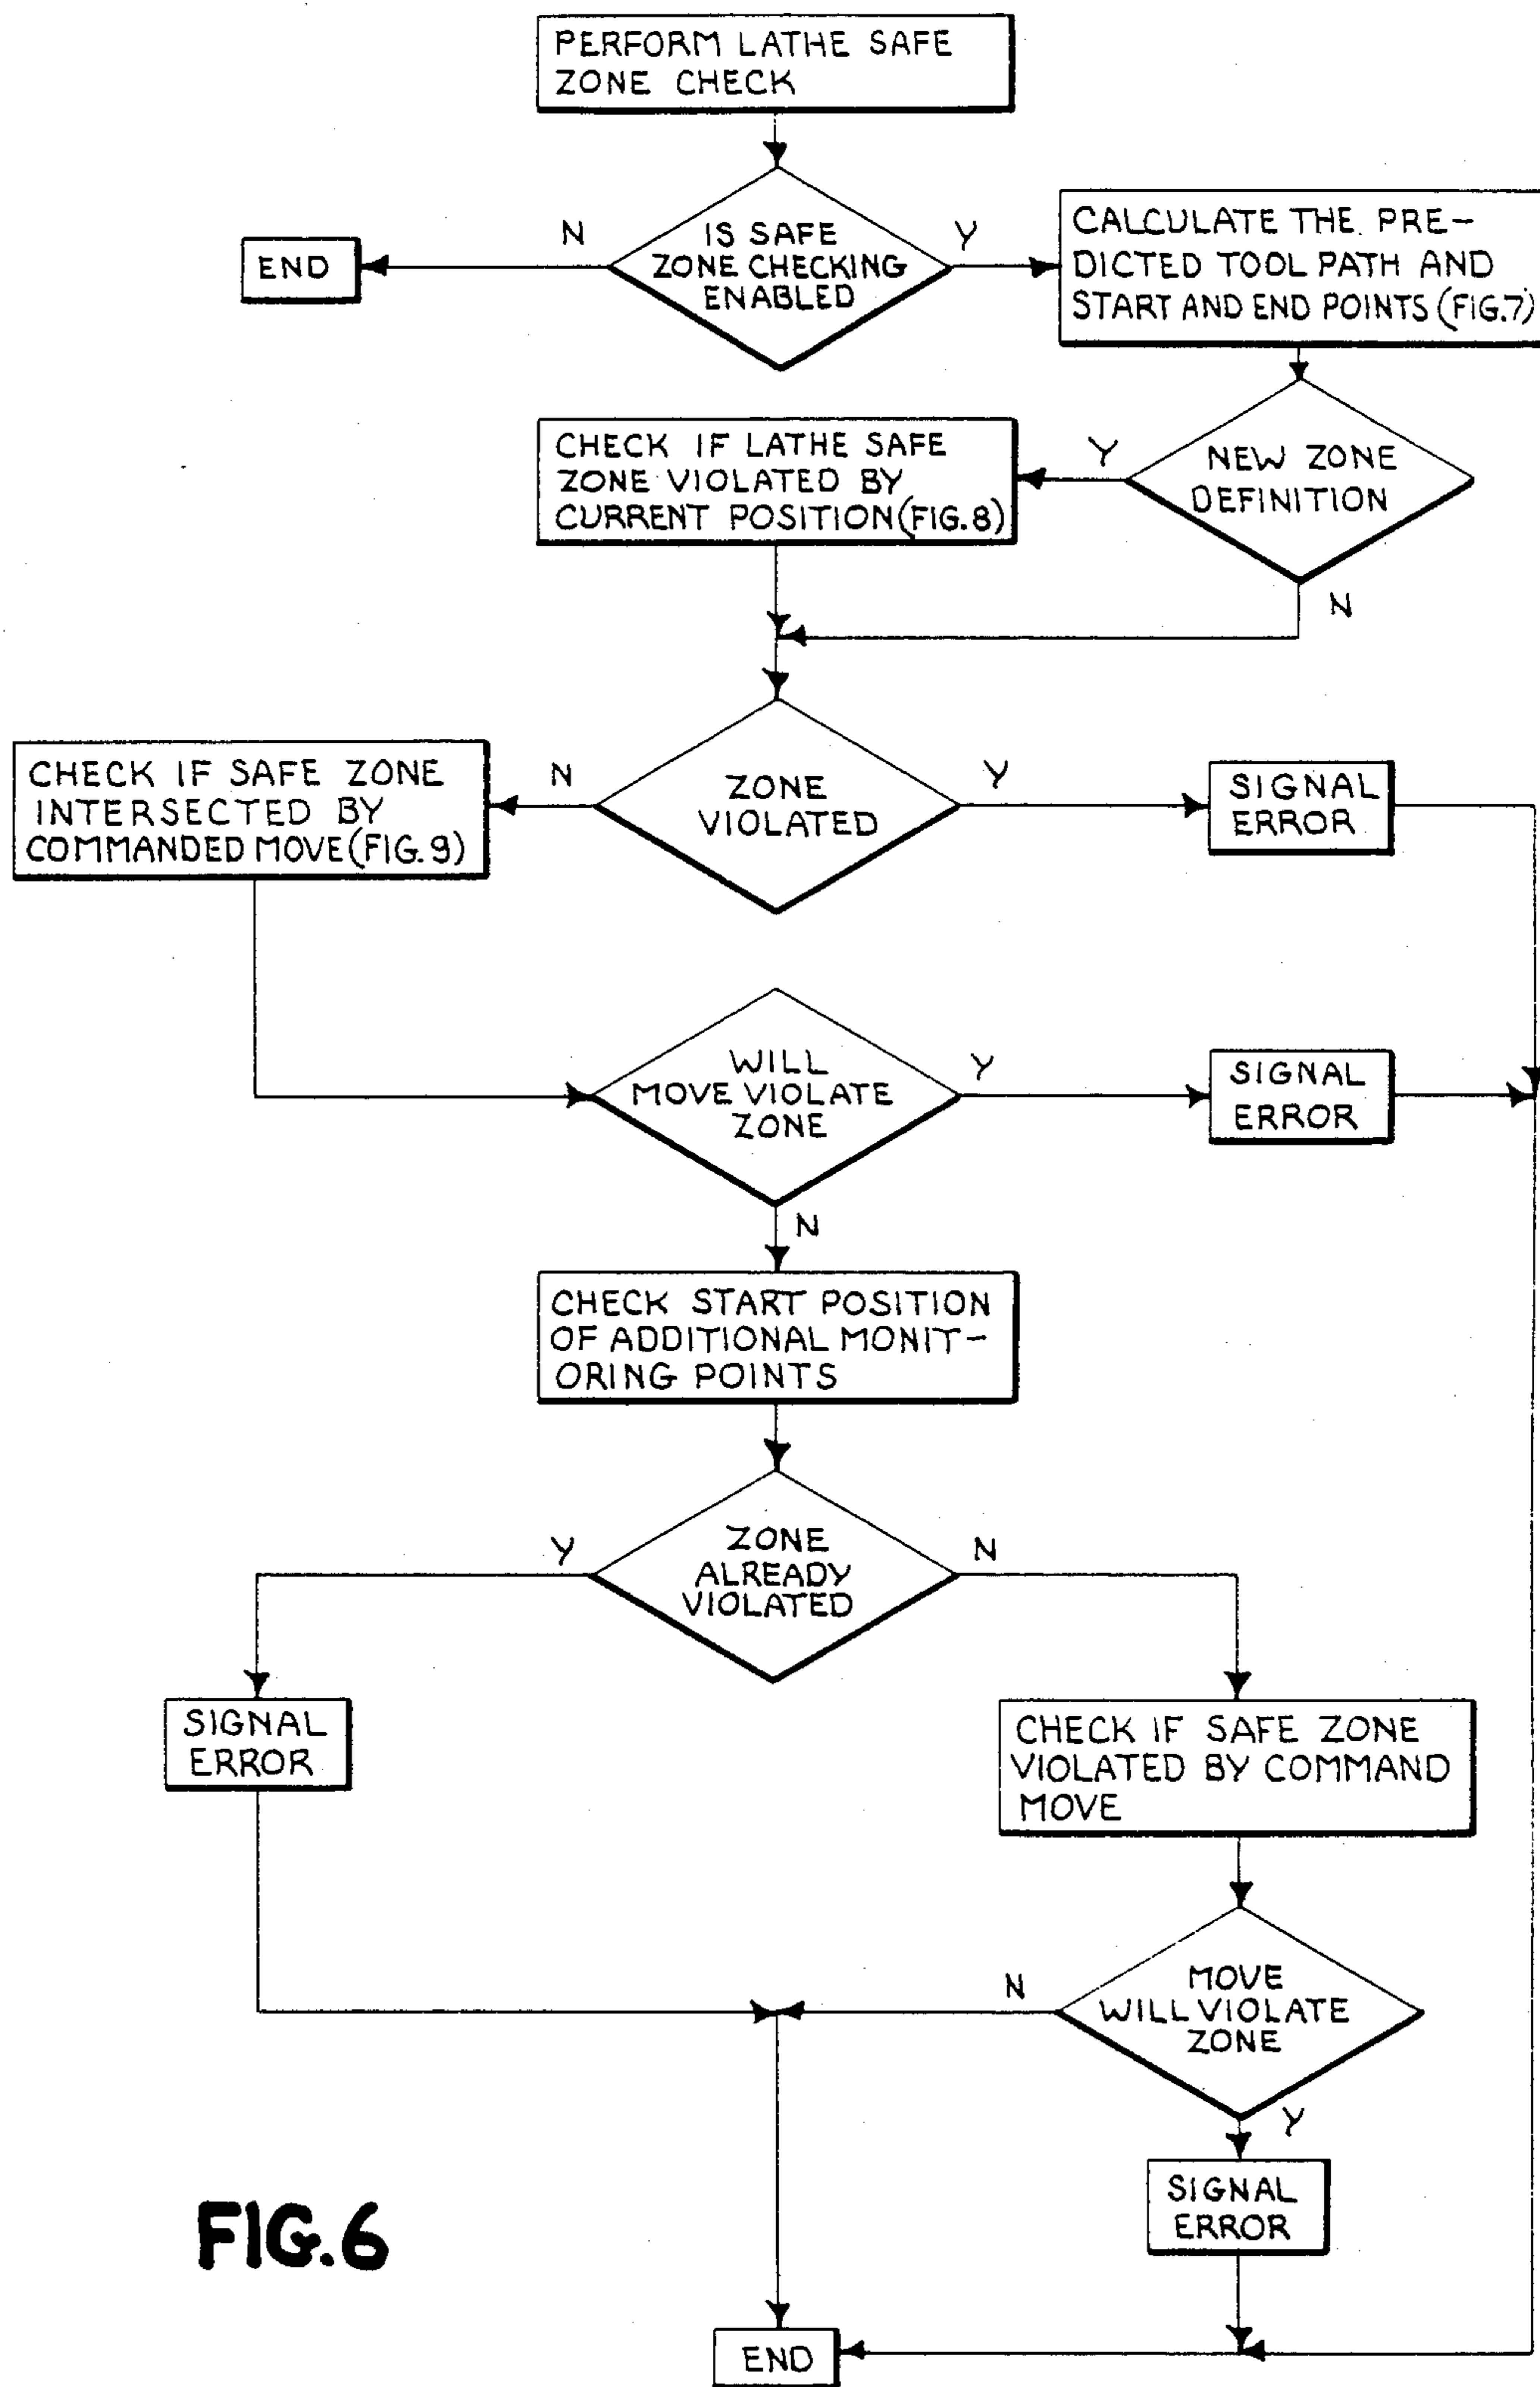 PERFORM LATHE SAFE
ZONE CHECK
N
IS SAFE
ZONE CHECKING
ENABLED
Y
END
CALCULATE THE PRE-
DICTED TOOL PATH AND
START AND END POINTS (FIG.7)
CHECK IF LATHE SAFE
ZONE VIOLATED BY
CURRENT POSITION (FIG.8)
Y
NEW ZONE
DEFINITION
N
CHECK IF SAFE ZONE
INTERSECTED BY
COMMANDED MOVE (FIG.9)
N
ZONE
VIOLATED
Y
SIGNAL
ERROR
WILL
MOVE VIOLATE
ZONE
Y
SIGNAL
ERROR
N
CHECK START POSITION
OF ADDITIONAL MONIT-
ORING POINTS
Y
ZONE
ALREADY
VIOLATED
N
SIGNAL
ERROR
CHECK IF SAFE ZONE
VIOLATED BY COMMAND
MOVE
N
MOVE
WILL VIOLATE
ZONE
Y
SIGNAL
ERROR
FIG.6
END